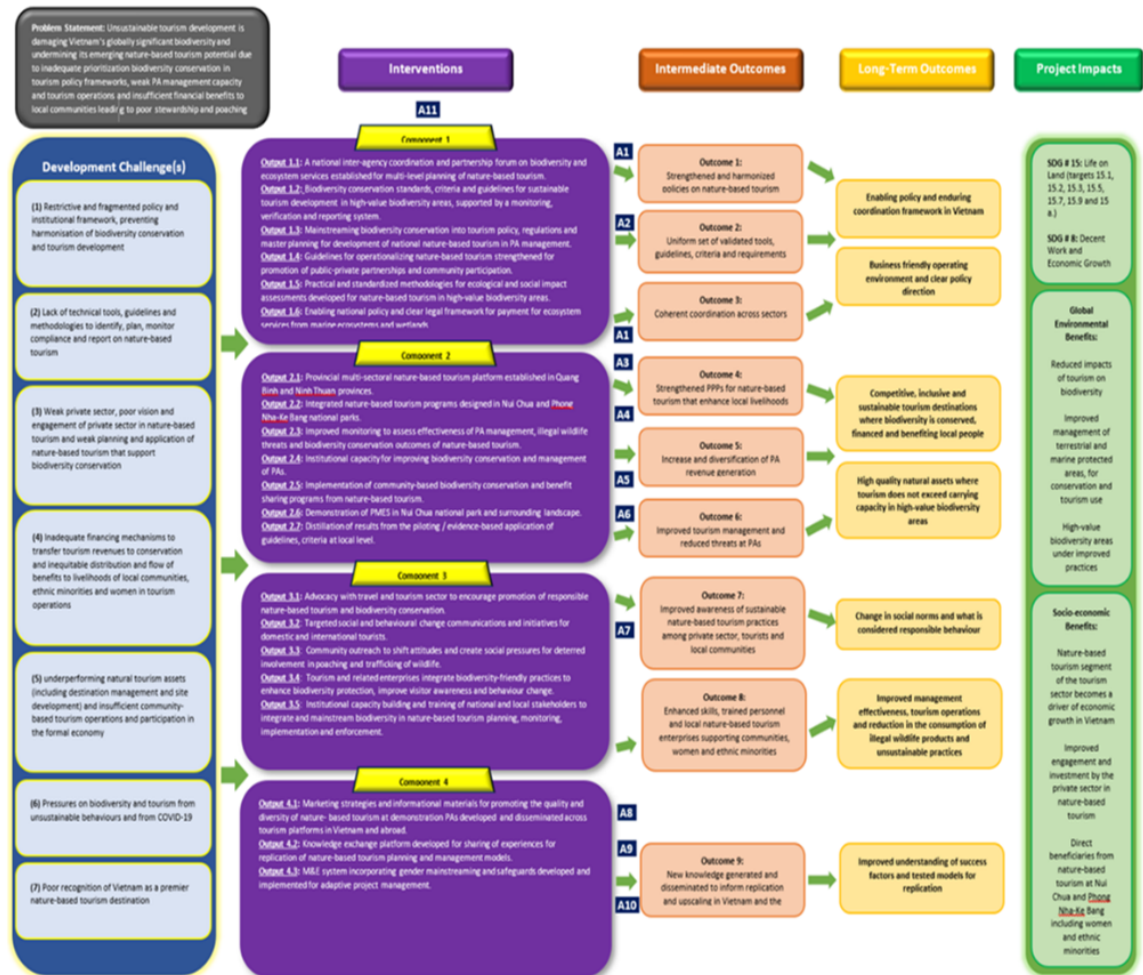 Problem Statement: Unsustainable tourism development is
damaging Vietnam's globally significant biodiversity and
undermining its emerging nature-based tourism potential due
to inadequate prioritization biodiversity conservation in
tourism policy frameworks, weak PA management capacity
and tourism operations and insufficient financial benefits to
local communities leading to poor stewardship and poaching
Interventions
Intermediate Outcomes
Long-Term Outcomes
Project Impacts
A11
Development Challenge(s)
(1) Restrictive and fragmented policy and
institutional framework, preventing
harmonisation of biodiversity conservation
and tourism development
(2) Lack of technical tools, guidelines and
methodologies to identify, plan, monitor
compliance and report on nature-based
tourism
(3) Weak private sector, poor vision and
engagement of private sector in nature-based
tourism and weak planning and application of
nature-based tourism that support
biodiversity conservation
(4) Inadequate financing mechanisms to
transfer tourism revenues to conservation
and inequitable distribution and flow of
benefits to livelihoods of local communities,
ethnic minorities and women in tourism
operations
(5) underperforming natural tourism assets
(including destination management and site
development) and insufficient community-
based tourism operations and participation in
the formal economy
(6) Pressures on biodiversity and tourism from
unsustainable behaviours and from COVID-19
(7) Poor recognition of Vietnam as a premier
nature-based tourism destination
Component 1
Output 1.1: A national inter-agency coordination and partnership forum on biodiversity and
ecosystem services established for multi-level planning of nature-based tourism.
Output 1.2: Biodiversity conservation standards, criteria and guidelines for sustainable
tourism development in high-value biodiversity areas, supported by a monitoring,
verification and reporting system.
Output 1.3: Mainstreaming biodiversity conservation into tourism policy, regulations and
master planning for development of national nature-based tourism in PA management.
Output 1.4: Guidelines for operationalizing nature-based tourism strengthened for
promotion of public-private partnerships and community participation.
Output 1.5: Practical and standardized methodologies for ecological and social impact
assessments developed for nature-based tourism in high-value biodiversity areas.
Output 1.6: Enabling national policy and clear legal framework for payment for ecosystem
services from marine ecosystems and wetlands
Component 2
Output 2.1: Provincial multi-sectoral nature-based tourism platform established in Quang
Binh and Ninh Thuan provinces.
Output 2.2: Integrated nature-based tourism programs designed in Nui Chua and Phong
Nha-Ke Bang national parks.
Output 2.3: Improved monitoring to assess effectiveness of PA management, illegal wildlife
threats and biodiversity conservation outcomes of nature-based tourism.
Output 2.4: Institutional capacity for improving biodiversity conservation and management
of PAs.
Output 2.5: Implementation of community-based biodiversity conservation and benefit
sharing programs from nature-based tourism.
Output 2.6: Demonstration of PMES in Nui Chua national park and surrounding landscape.
Output 2.7: Distillation of results from the piloting / evidence-based application of
guidelines, criteria at local level.
Component 3
Output 3.1: Advocacy with travel and tourism sector to encourage promotion of responsible
nature-based tourism and biodiversity conservation.
Output 3.2: Targeted social and behavioural change communications and initiatives for
domestic and international tourists.
Output 3.3: Community outreach to shift attitudes and create social pressures for deterred
involvement in poaching and trafficking of wildlife.
Output 3.4: Tourism and related enterprises integrate biodiversity-friendly practices to
enhance biodiversity protection, improve visitor awareness and behaviour change.
Output 3.5: Institutional capacity building and training of national and local stakeholders to
integrate and mainstream biodiversity in nature-based tourism planning, monitoring,
implementation and enforcement.
Component 4
Output 4.1: Marketing strategies and informational materials for promoting the quality and
diversity of nature- based tourism at demonstration PAs developed and disseminated across
tourism platforms in Vietnam and abroad.
Output 4.2: Knowledge exchange platform developed for sharing of experiences for
replication of nature-based tourism planning and management models.
Output 4.3: M&E system incorporating gender mainstreaming and safeguards developed and
implemented for adaptive project management.
A1
A2
A1
A3
A4
A5
A6
A7
A8
A9
A10
Outcome 1:
Strengthened and harmonized
policies on nature-based tourism
Outcome 2:
Uniform set of validated tools,
guidelines, criteria and requirements
Outcome 3:
Coherent coordination across sectors
Outcome 4:
Strengthened PPPs for nature-based
tourism that enhance local livelihoods
Outcome 5:
Increase and diversification of PA
revenue generation
Outcome 6:
Improved tourism management and
reduced threats at PAs
Outcome 7:
Improved awareness of sustainable
nature-based tourism practices
among private sector, tourists and
local communities
Outcome 8:
Enhanced skills, trained personnel
and local nature-based tourism
enterprises supporting communities,
women and ethnic minorities
Outcome 9:
New knowledge generated and
disseminated to inform replication
and upscaling in Vietnam and the
Enabling policy and enduring
coordination framework in Vietnam
Business friendly operating
environment and clear policy
direction
Competitive, inclusive and
sustainable tourism destinations
where biodiversity is conserved,
financed and benefiting local people
High quality natural assets where
tourism does not exceed carrying
capacity in high-value biodiversity
areas
Change in social norms and what is
considered responsible behaviour
Improved management
effectiveness, tourism operations
and reduction in the consumption of
illegal wildlife products and
unsustainable practices
Improved understanding of success
factors and tested models for
replication
SDG # 15: Life on
Land (targets 15.1,
15.2, 15.3, 15.5,
15.7, 15.9 and 15
a.)
SDG # 8: Decent
Work and
Economic Growth
Global
Environmental
Benefits:
Reduced impacts
of tourism on
biodiversity
Improved
management of
terrestrial and
marine protected
areas, for
conservation and
tourism use
High-value
biodiversity areas
under improved
practices
Socio-economic
Benefits:
Nature-based
tourism segment
of the tourism
sector becomes a
driver of
economic growth
in Vietnam
Improved
engagement and
investment by the
private sector in
nature-based
tourism
Direct
beneficiaries from
nature-based
tourism at Nui
Chua and Phong
Nha-Ke Bang
including women
and ethnic
minorities